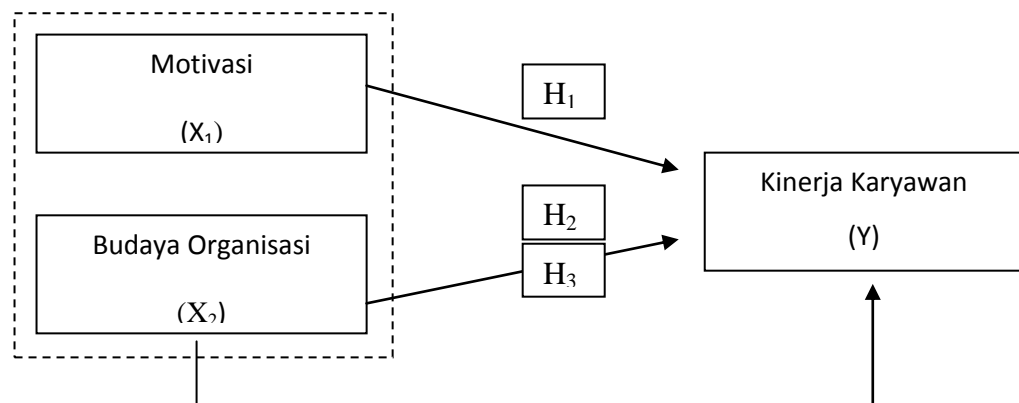 Motivasi
(X₁)
H₁
Kinerja Karyawan
(Y)
Budaya Organisasi
(X₂)
H₂
H₃